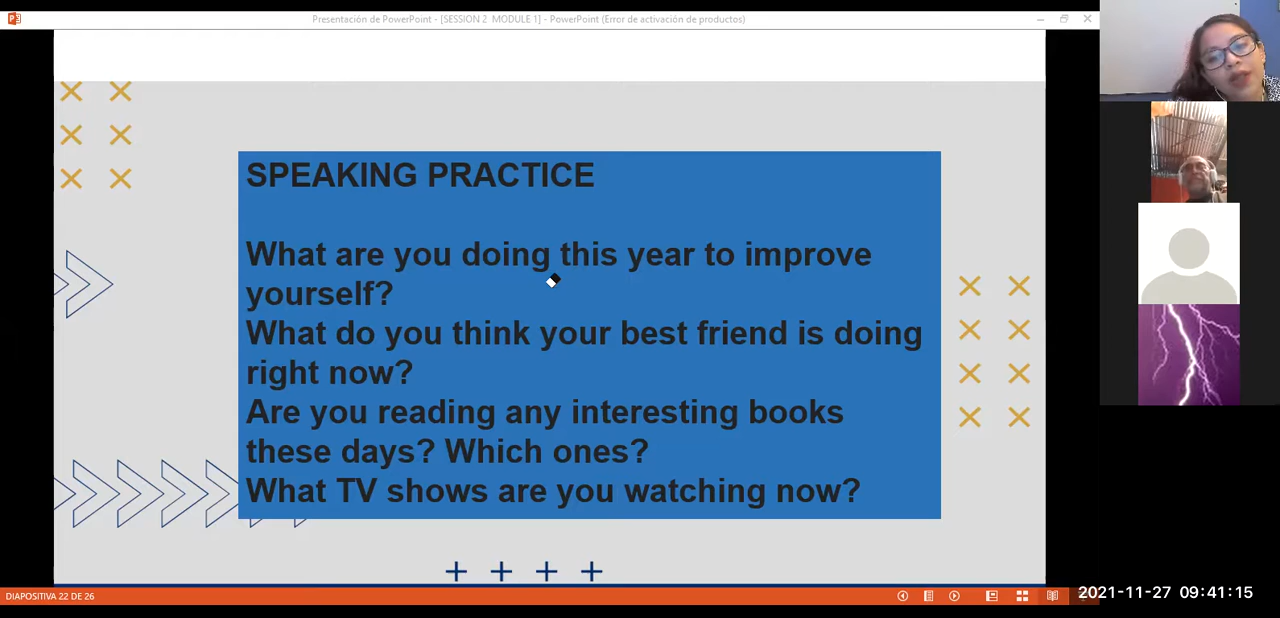 Presentación de PowerPoint - [SESSION 2 MODULE 1] - PowerPoint (Error de activación de productos)
SPEAKING PRACTICE
What are you doing this year to improve
yourself?
What do you think your best friend is doing
right now?
Are you reading any interesting books
these days? Which ones?
What TV shows are you watching now?
DIAPOSITIVA 22 DE 26
2021-11-27 09:41:15